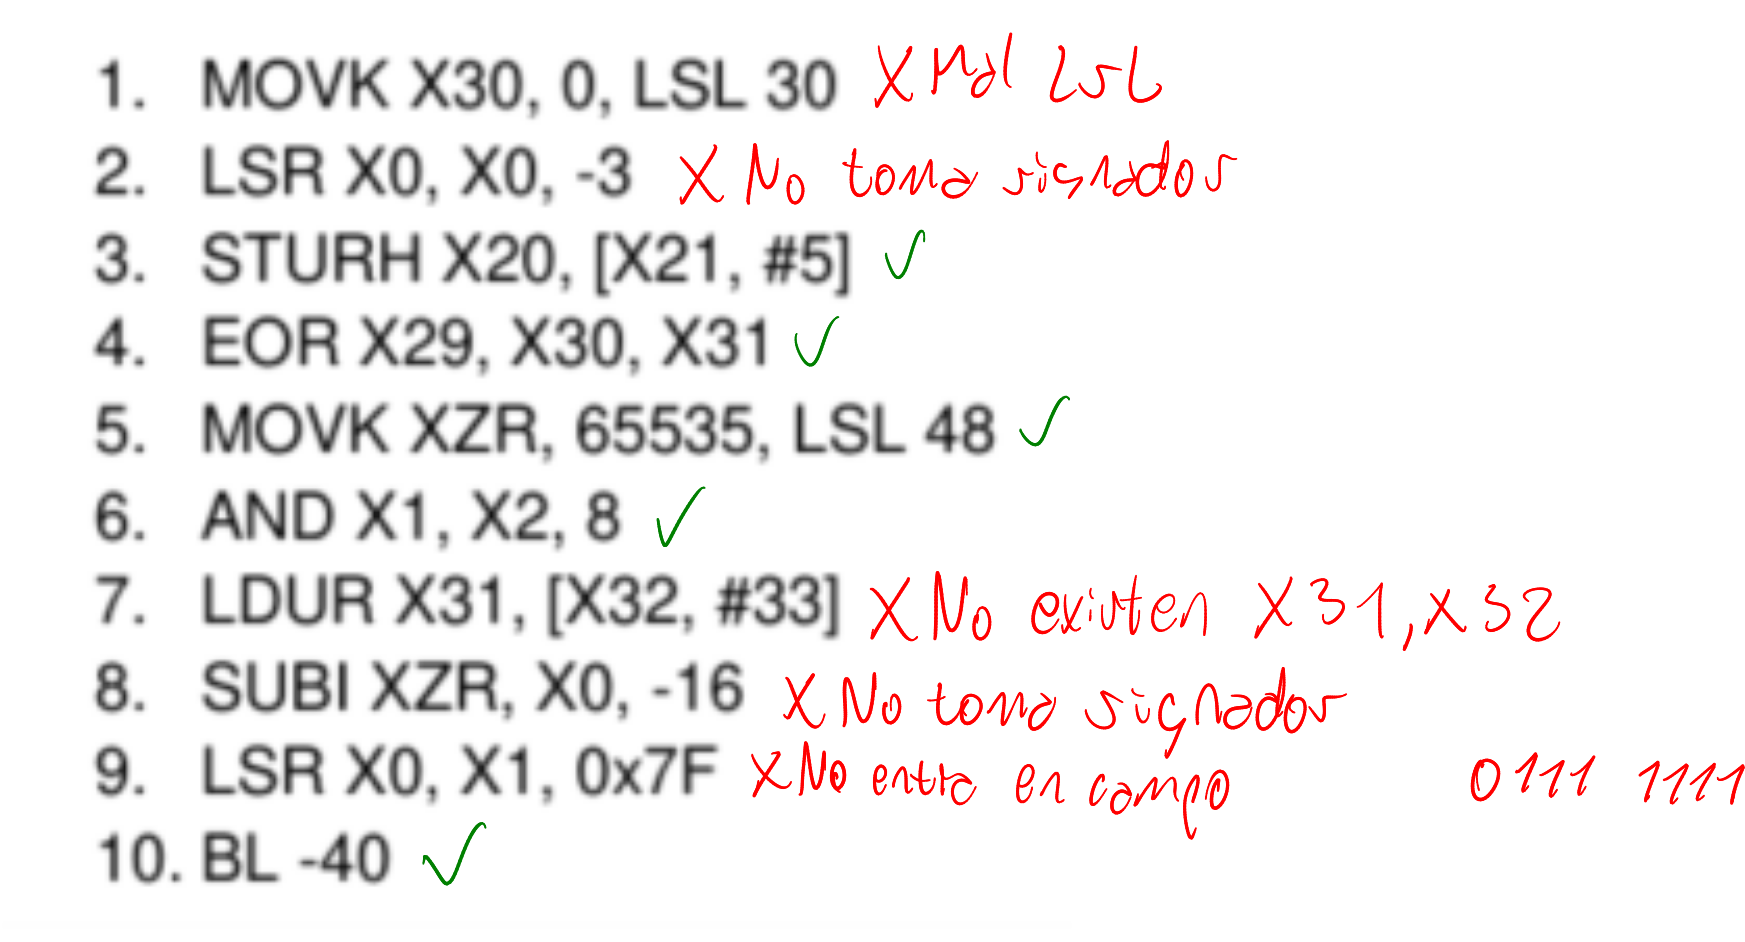 1. MOVK X30, 0, LSL 30 X Mal LSL
2. LSR X0, X0, -3 X No toma signados
3. STURH X20, [X21, #5] ✓
4. EOR X29, X30, X31 ✓
5. MOVK XZR, 65535, LSL 48 ✓
6. AND X1, X2, 8 ✓
7. LDUR X31, [X32, #33] X No existen X31, X32
8. SUBI XZR, X0, -16 X No toma signador
9. LSR X0, X1, 0x7F X No entra en campo 0111 1111
10. BL -40 ✓